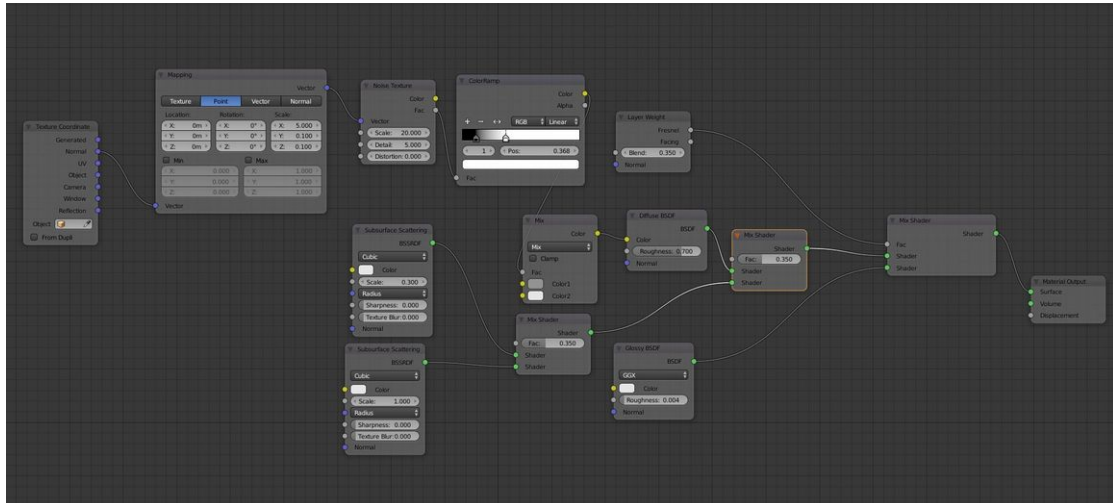 Texture Coordinate
Generated
Normal
UV
Object
Camera
Window
Reflection
Object:
From Dupli
Mapping
Vector
Texture Point Vector Normal
Location: Rotation: Scale:
X: 0m X: 0° X: 5.000
Y: 0m Y: 0° Y: 0.100
Z: 0m Z: 0° Z: 0.100
Min Max
X: 0.000 X: 1.000
Y: 0.000 Y: 1.000
Z: 0.000 Z: 1.000
Vector
Noise Texture
Color
Fac
Vector
Scale: 20.000
Detail: 5.000
Distortion: 0.000
ColorRamp
Color
Alpha
RGB Linear
1 Pos: 0.368
Fac
Layer Weight
Fresnel
Facing
Blend: 0.350
Normal
Subsurface Scattering
BSSRDF
Cubic
Color
Scale: 0.300
Radius
Sharpness: 0.000
Texture Blur: 0.000
Normal
Subsurface Scattering
BSSRDF
Cubic
Color
Scale: 1.000
Radius
Sharpness: 0.000
Texture Blur: 0.000
Normal
Mix
Color
Mix
Clamp
Fac
Color1
Color2
Mix Shader
Shader
Fac: 0.350
Shader
Shader
Diffuse BSDF
BSDF
Color
Roughness: 0.700
Normal
Glossy BSDF
BSDF
GGX
Color
Roughness: 0.004
Normal
Mix Shader
Shader
Fac: 0.350
Shader
Shader
Mix Shader
Shader
Fac
Shader
Shader
Material Output
Surface
Volume
Displacement